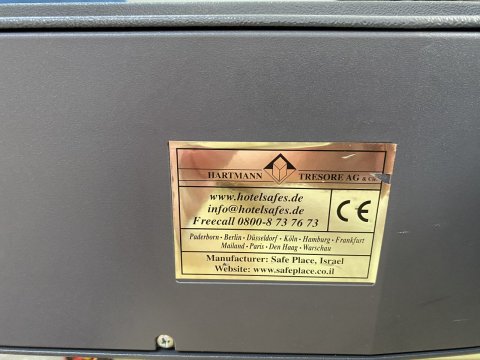 HARTMANN TRESORE AG & Co.
www.hotelsafes.de
info@hotelsafes.de
Freecall 0800-8 73 76 73
CE
Paderborn · Berlin · Düsseldorf · Köln · Hamburg · Frankfurt
Mailand · Paris · Den Haag · Warschau
Manufacturer: Safe Place, Israel
Website: www.safeplace.co.il